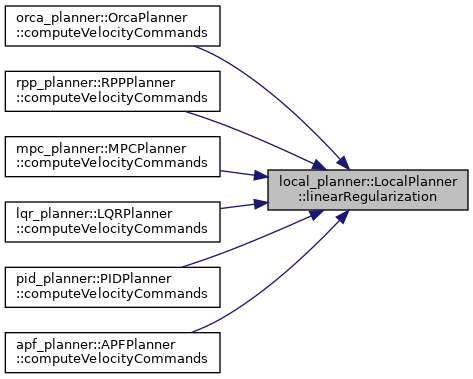 orca_planner::OrcaPlanner
::computeVelocityCommands
rpp_planner::RPPPlanner
::computeVelocityCommands
mpc_planner::MPCPlanner
::computeVelocityCommands
local_planner::LocalPlanner
::linearRegularization
lqr_planner::LQRPlanner
::computeVelocityCommands
pid_planner::PIDPlanner
::computeVelocityCommands
apf_planner::APFPlanner
::computeVelocityCommands